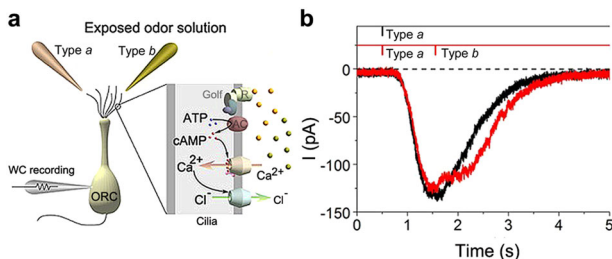 a
Exposed odor solution
Type a
Type b
Golf
R
ATP
AC
cAMP
WC recording
Ca2+
Ca2+
ORC
Cl-
Cl-
Cilia
b
Type a
Type a
Type b
0
-50
-100
-150
I (pA)
0 1 2 3 4 5
Time (s)